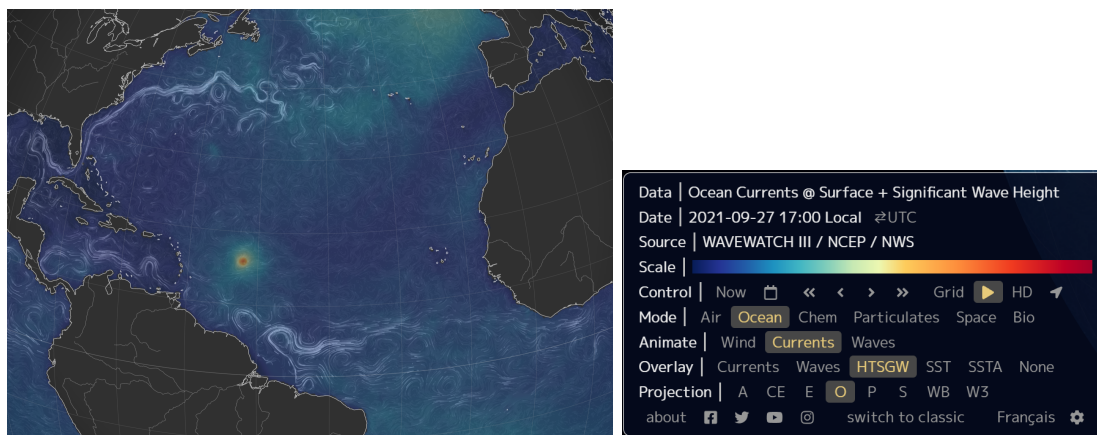 Data | Ocean Currents @ Surface + Significant Wave Height
Date | 2021-09-27 17:00 Local ⇄UTC
Source | WAVEWATCH III / NCEP / NWS
Scale |
Control | Now Grid HD
Mode | Air Ocean Chem Particulates Space Bio
Animate | Wind Currents Waves
Overlay | Currents Waves HTSGW SST SSTA None
Projection | A CE E O P S WB W3
about switch to classic Français